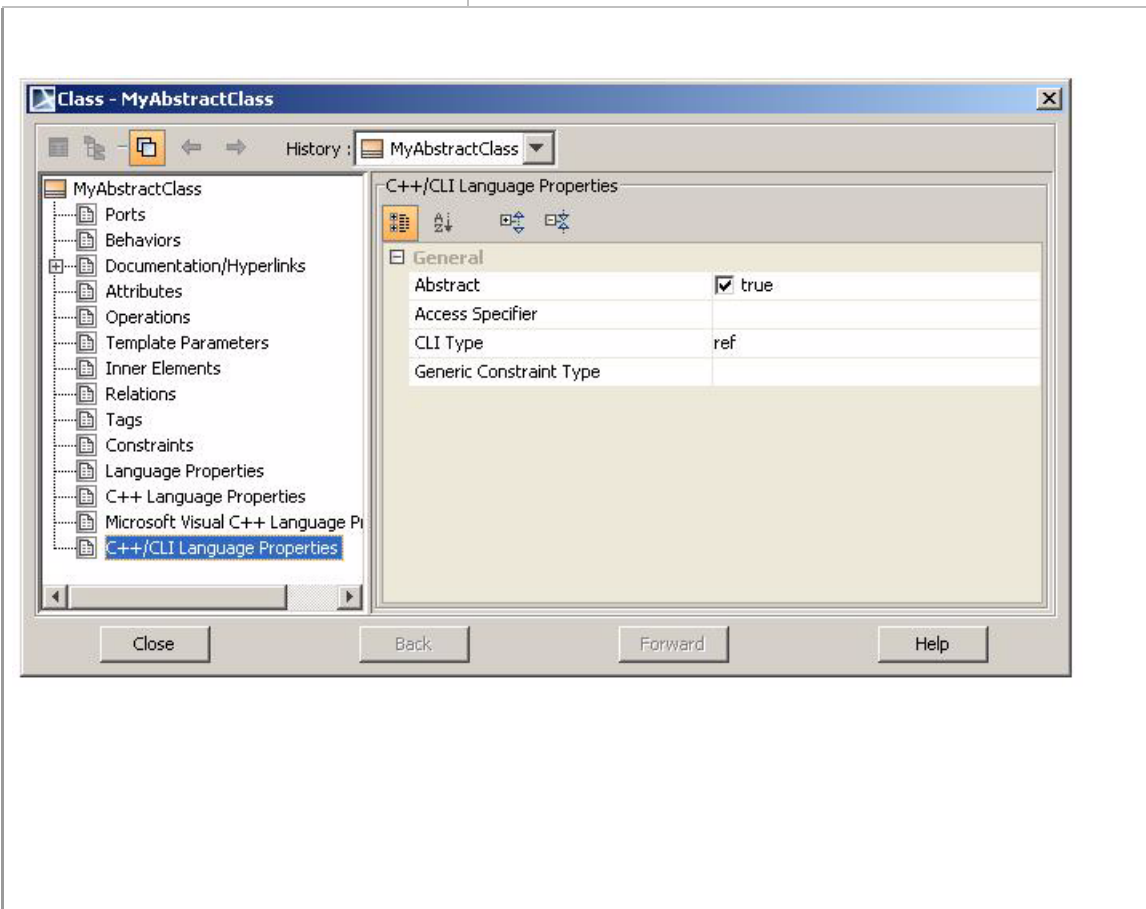 Class - MyAbstractClass
History : MyAbstractClass
MyAbstractClass
Ports
Behaviors
Documentation/Hyperlinks
Attributes
Operations
Template Parameters
Inner Elements
Relations
Tags
Constraints
Language Properties
C++ Language Properties
Microsoft Visual C++ Language Pr
C++/CLI Language Properties
C++/CLI Language Properties
General
Abstract true
Access Specifier
CLI Type ref
Generic Constraint Type
Close Back Forward Help